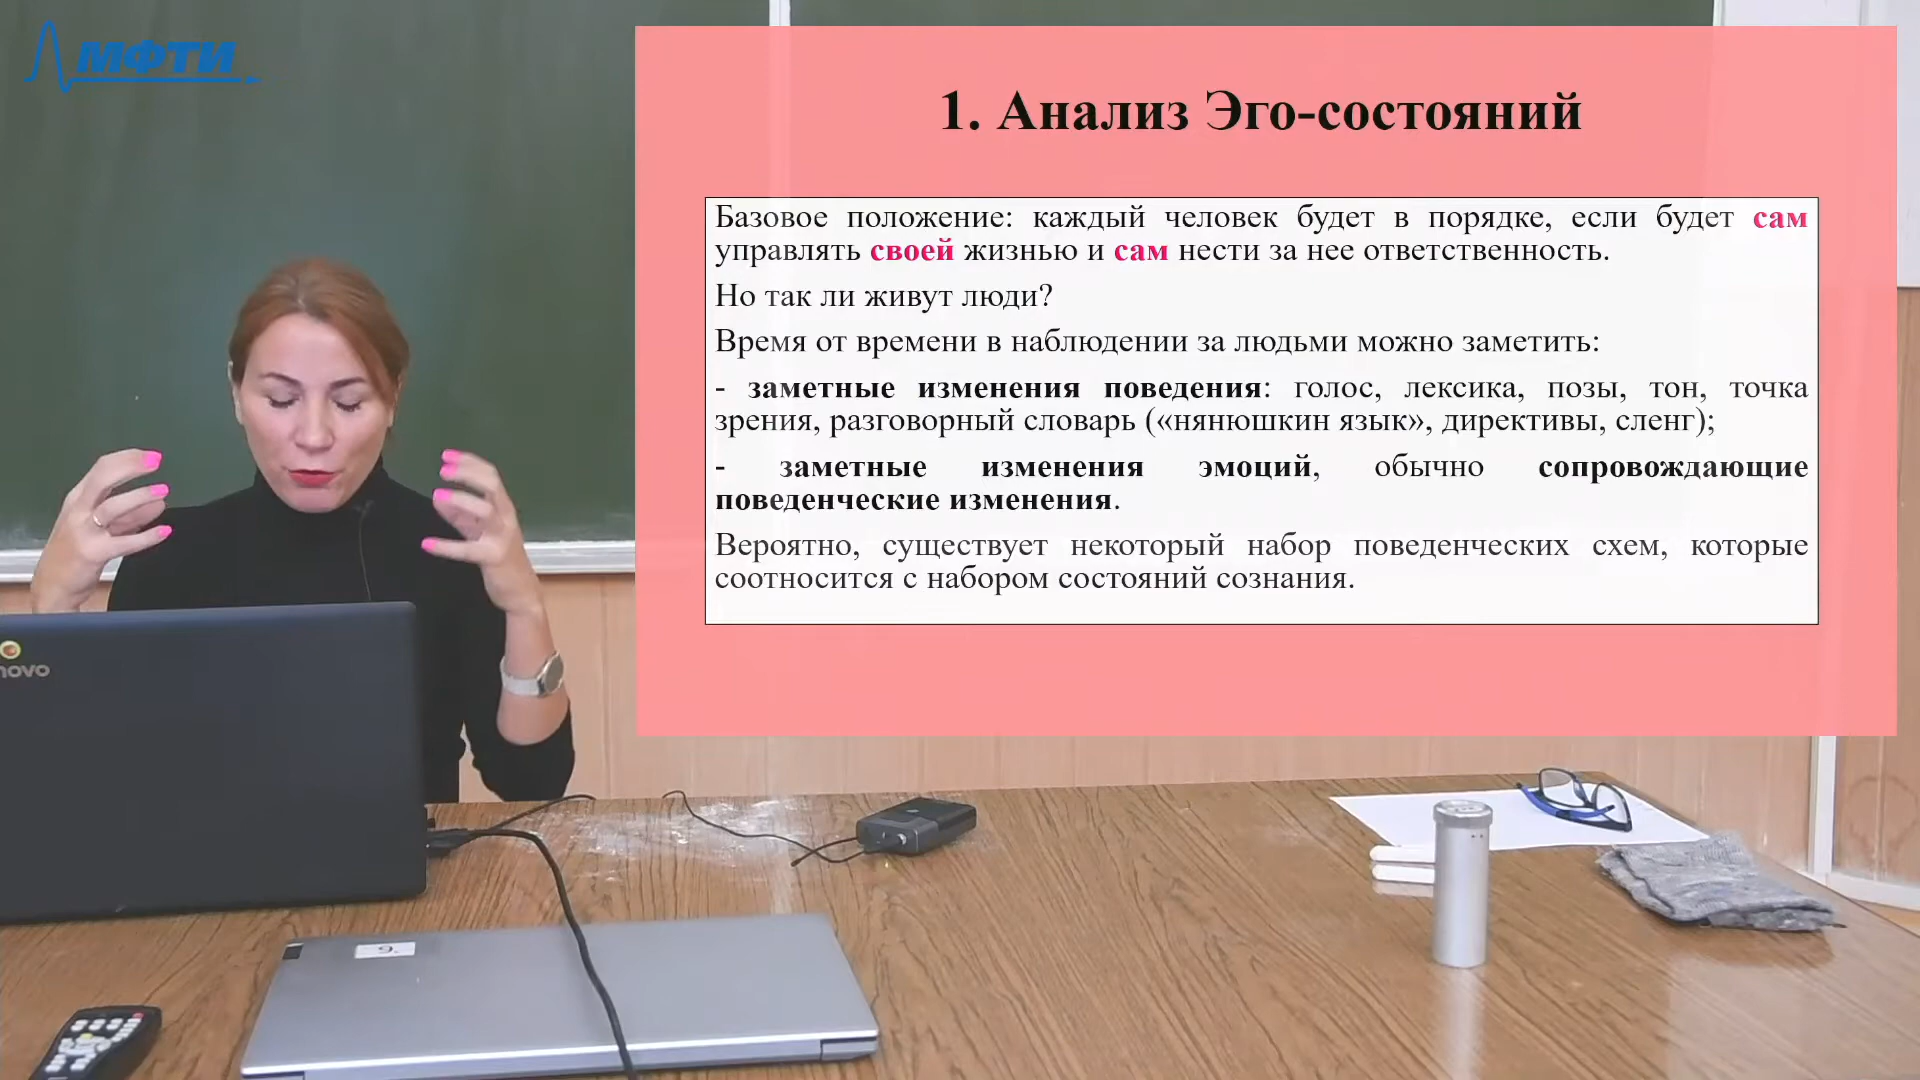 МФТИ
1. Анализ Эго-состояний
Базовое положение: каждый человек будет в порядке, если будет сам
управлять своей жизнью и сам нести за нее ответственность.
Но так ли живут люди?
Время от времени в наблюдении за людьми можно заметить:
- заметные изменения поведения: голос, лексика, позы, тон, точка
зрения, разговорный словарь («нянюшкин язык», директивы, сленг);
- заметные изменения эмоций, обычно сопровождающие
поведенческие изменения.
Вероятно, существует некоторый набор поведенческих схем, которые
соотносится с набором состояний сознания.
novo
9.